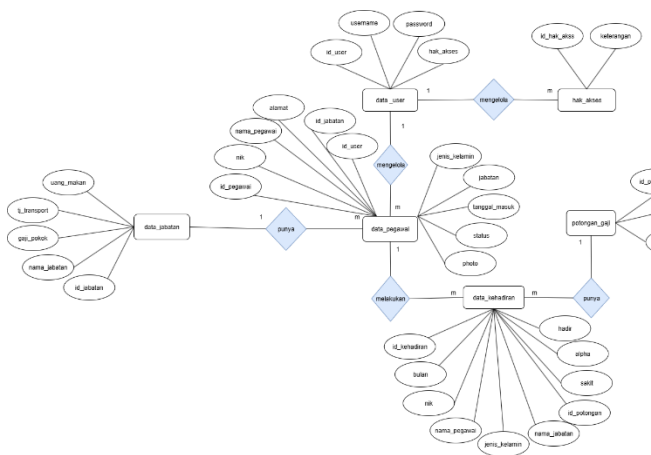 username
password
id_user
hak_akses
id_hak_akss
keterangan
data_user
1
mengelola
m
hak_akses
1
alamat
id_jabatan
nama_pegawai
id_user
nik
id_pegawai
mengelola
m
jenis_kelamin
jabatan
tanggal_masuk
status
photo
uang_makan
tj_transport
gaji_pokok
nama_jabatan
id_jabatan
data_jabatan
1
punya
m
data_pegawai
1
melakukan
m
data_kehadiran
m
punya
1
potongan_gaji
id_p
hadir
alpha
sakit
id_potongan
nama_jabatan
jenis_kelamin
nama_pegawai
nik
bulan
id_kehadiran